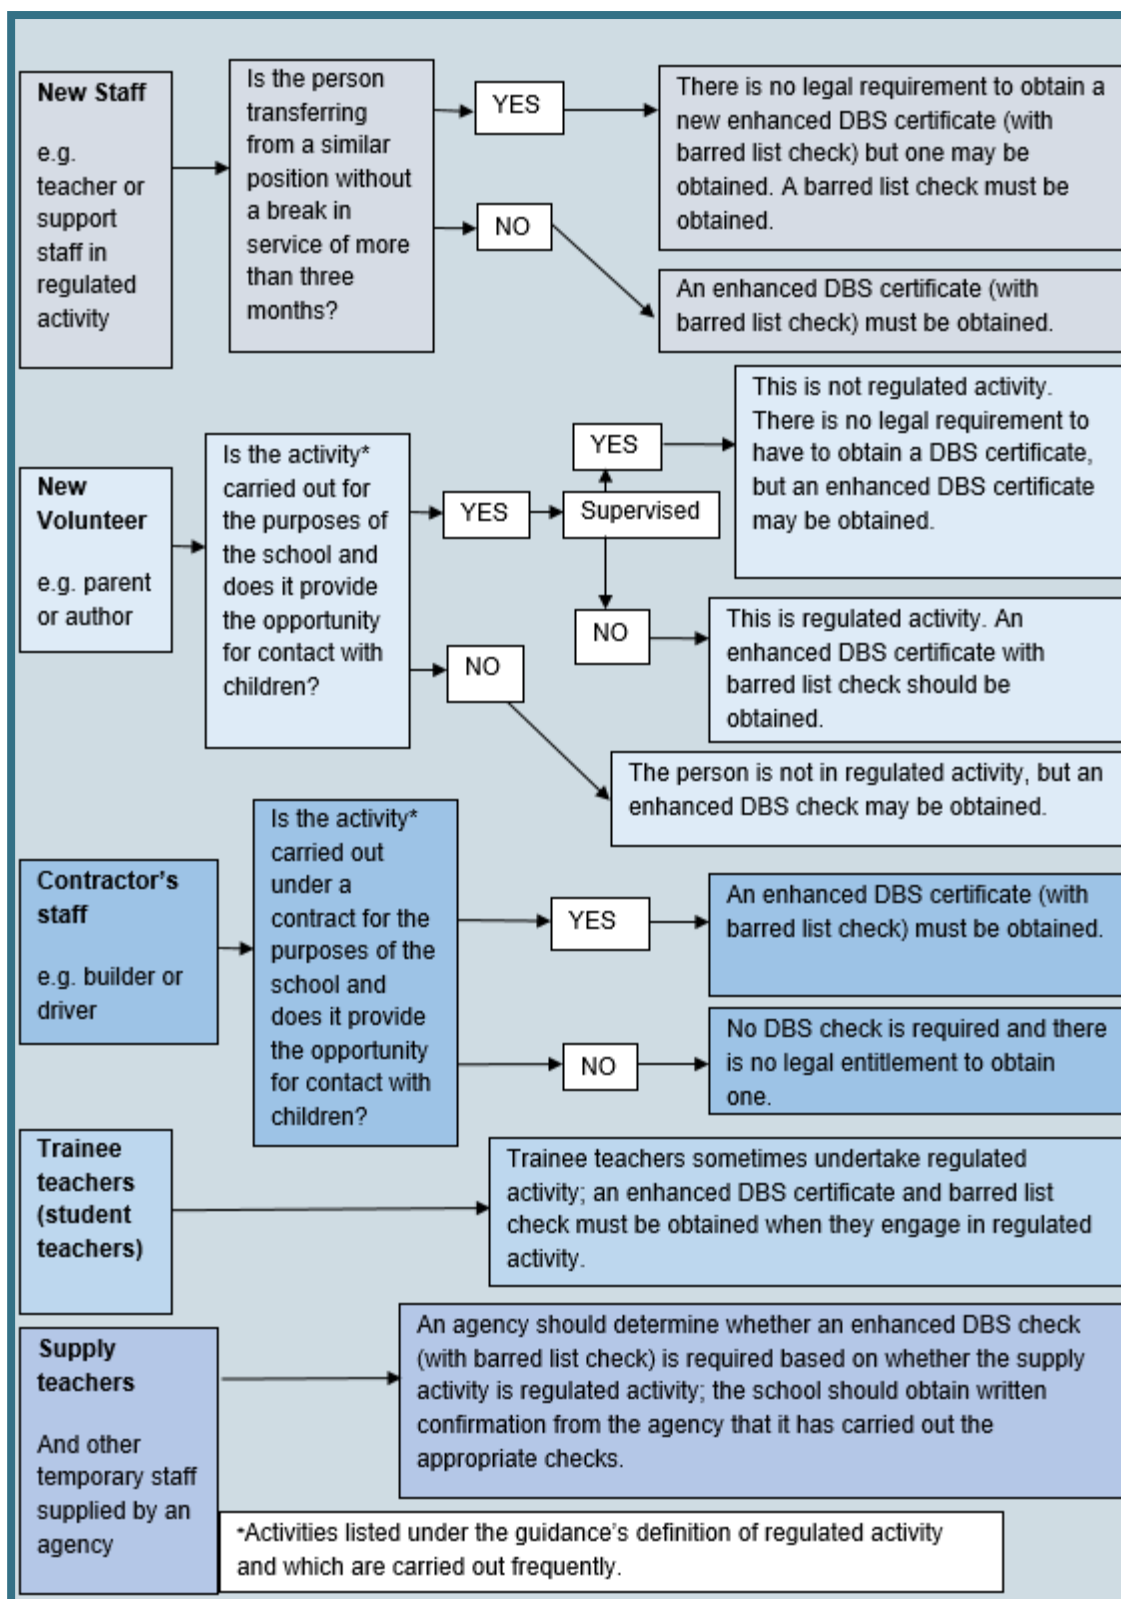 New Staff
e.g.
teacher or
support
staff in
regulated
activity
Is the person
transferring
from a similar
position without
a break in
service of more
than three
months?
YES
There is no legal requirement to obtain a
new enhanced DBS certificate (with
barred list check) but one may be
obtained. A barred list check must be
obtained.
NO
An enhanced DBS certificate (with
barred list check) must be obtained.
New
Volunteer
e.g. parent
or author
Is the activity*
carried out for
the purposes of
the school and
does it provide
the opportunity
for contact with
children?
YES
Supervised
YES
This is not regulated activity.
There is no legal requirement to
have to obtain a DBS certificate,
but an enhanced DBS certificate
may be obtained.
NO
This is regulated activity. An
enhanced DBS certificate with
barred list check should be
obtained.
NO
The person is not in regulated activity, but an
enhanced DBS check may be obtained.
Contractor's
staff
e.g. builder or
driver
Is the activity*
carried out
under a
contract for the
purposes of the
school and
does it provide
the opportunity
for contact with
children?
YES
An enhanced DBS certificate (with
barred list check) must be obtained.
NO
No DBS check is required and there
is no legal entitlement to obtain
one.
Trainee
teachers
(student
teachers)
Trainee teachers sometimes undertake regulated
activity; an enhanced DBS certificate and barred list
check must be obtained when they engage in regulated
activity.
Supply
teachers
And other
temporary staff
supplied by an
agency
An agency should determine whether an enhanced DBS check
(with barred list check) is required based on whether the supply
activity is regulated activity; the school should obtain written
confirmation from the agency that it has carried out the
appropriate checks.
*Activities listed under the guidance's definition of regulated activity
and which are carried out frequently.